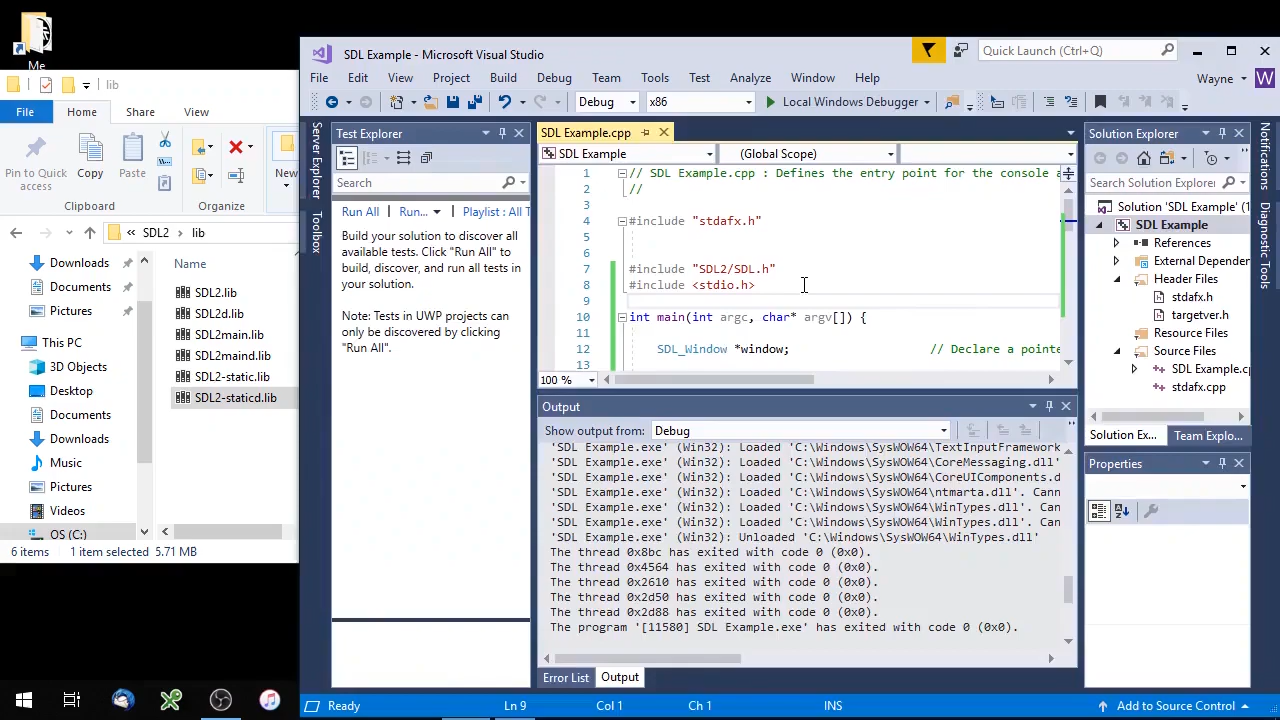 Me
lib
File
Home
Share
View
Pin to Quick
access
Copy
Paste
New
Clipboard
Organize
« SDL2 › lib
Downloads
Documents
Pictures
This PC
3D Objects
Desktop
Documents
Downloads
Music
Pictures
Videos
OS (C:)
Name
SDL2.lib
SDL2d.lib
SDL2main.lib
SDL2maind.lib
SDL2-static.lib
SDL2-staticd.lib
6 items
1 item selected 5.71 MB
SDL Example - Microsoft Visual Studio
Quick Launch (Ctrl+Q)
File Edit View Project Build Debug Team Tools Test Analyze Window Help
Wayne
W
Debug
x86
Local Windows Debugger
Server Explorer
Toolbox
Test Explorer
Search
Run All
Run...
Playlist : All T
Build your solution to discover all
available tests. Click "Run All" to
build, discover, and run all tests in
your solution.
Note: Tests in UWP projects can
only be discovered by clicking
"Run All".
SDL Example.cpp
SDL Example
(Global Scope)
1 // SDL Example.cpp : Defines the entry point for the console a
2 //
3
4 #include "stdafx.h"
5
6
7 #include "SDL2/SDL.h"
8 #include <stdio.h>
9
10 int main(int argc, char* argv[]) {
11
12 SDL_Window *window; // Declare a pointe
13
100 %
Output
Show output from:
Debug
'SDL Example.exe' (Win32): Loaded 'C:\Windows\SysWOW64\TextInputFramework
'SDL Example.exe' (Win32): Loaded 'C:\Windows\SysWOW64\CoreMessaging.dll'
'SDL Example.exe' (Win32): Loaded 'C:\Windows\SysWOW64\CoreUIComponents.d
'SDL Example.exe' (Win32): Loaded 'C:\Windows\SysWOW64\ntmarta.dll'. Cann
'SDL Example.exe' (Win32): Loaded 'C:\Windows\SysWOW64\WinTypes.dll'. Can
'SDL Example.exe' (Win32): Loaded 'C:\Windows\SysWOW64\WinTypes.dll'. Can
'SDL Example.exe' (Win32): Unloaded 'C:\Windows\SysWOW64\WinTypes.dll'
The thread 0x8bc has exited with code 0 (0x0).
The thread 0x4564 has exited with code 0 (0x0).
The thread 0x2610 has exited with code 0 (0x0).
The thread 0x2d50 has exited with code 0 (0x0).
The thread 0x2d88 has exited with code 0 (0x0).
The program '[11580] SDL Example.exe' has exited with code 0 (0x0).
Error List
Output
Solution Explorer
Search Solution Explorer
Solution 'SDL Example' (1
SDL Example
References
External Dependen
Header Files
stdafx.h
targetver.h
Resource Files
Source Files
SDL Example.cp
stdafx.cpp
Solution Ex...
Team Explo...
Properties
Notifications
Diagnostic Tools
Ready
Ln 9
Col 1
Ch 1
INS
Add to Source Control